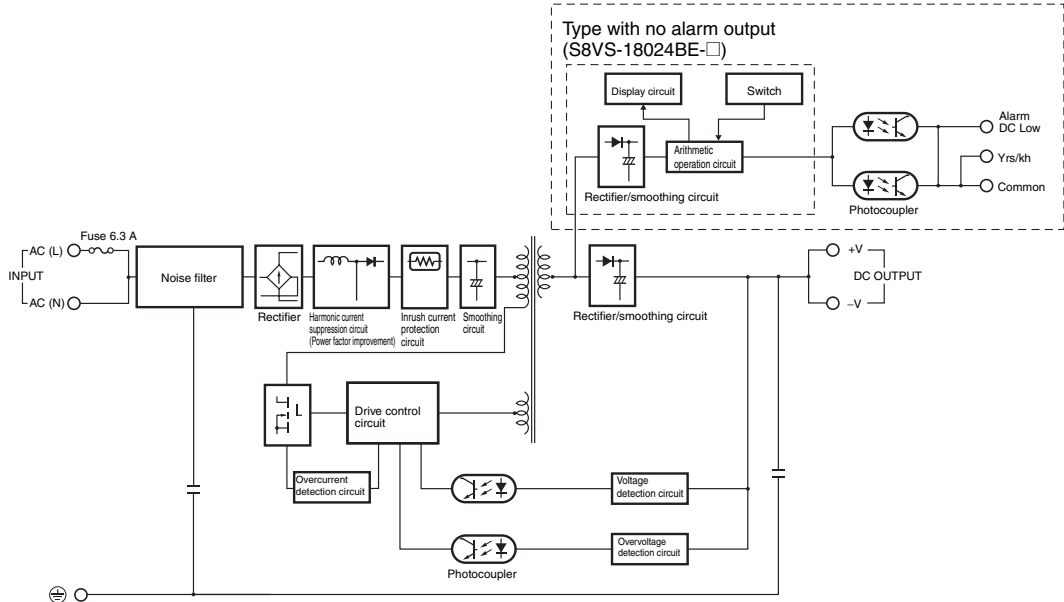 Type with no alarm output
(S8VS-18024BE-□)
Display circuit
Switch
Alarm
DC Low
Arithmetic
operation circuit
Yrs/kh
Common
Rectifier/smoothing circuit
Photocoupler
Fuse 6.3 A
AC (L)
INPUT
AC (N)
Noise filter
Rectifier
Harmonic current
suppression circuit
(Power factor improvement)
Inrush current
protection
circuit
Smoothing
circuit
Rectifier/smoothing circuit
+V
DC OUTPUT
–V
Drive control
circuit
Overcurrent
detection circuit
Voltage
detection circuit
Overvoltage
detection circuit
Photocoupler